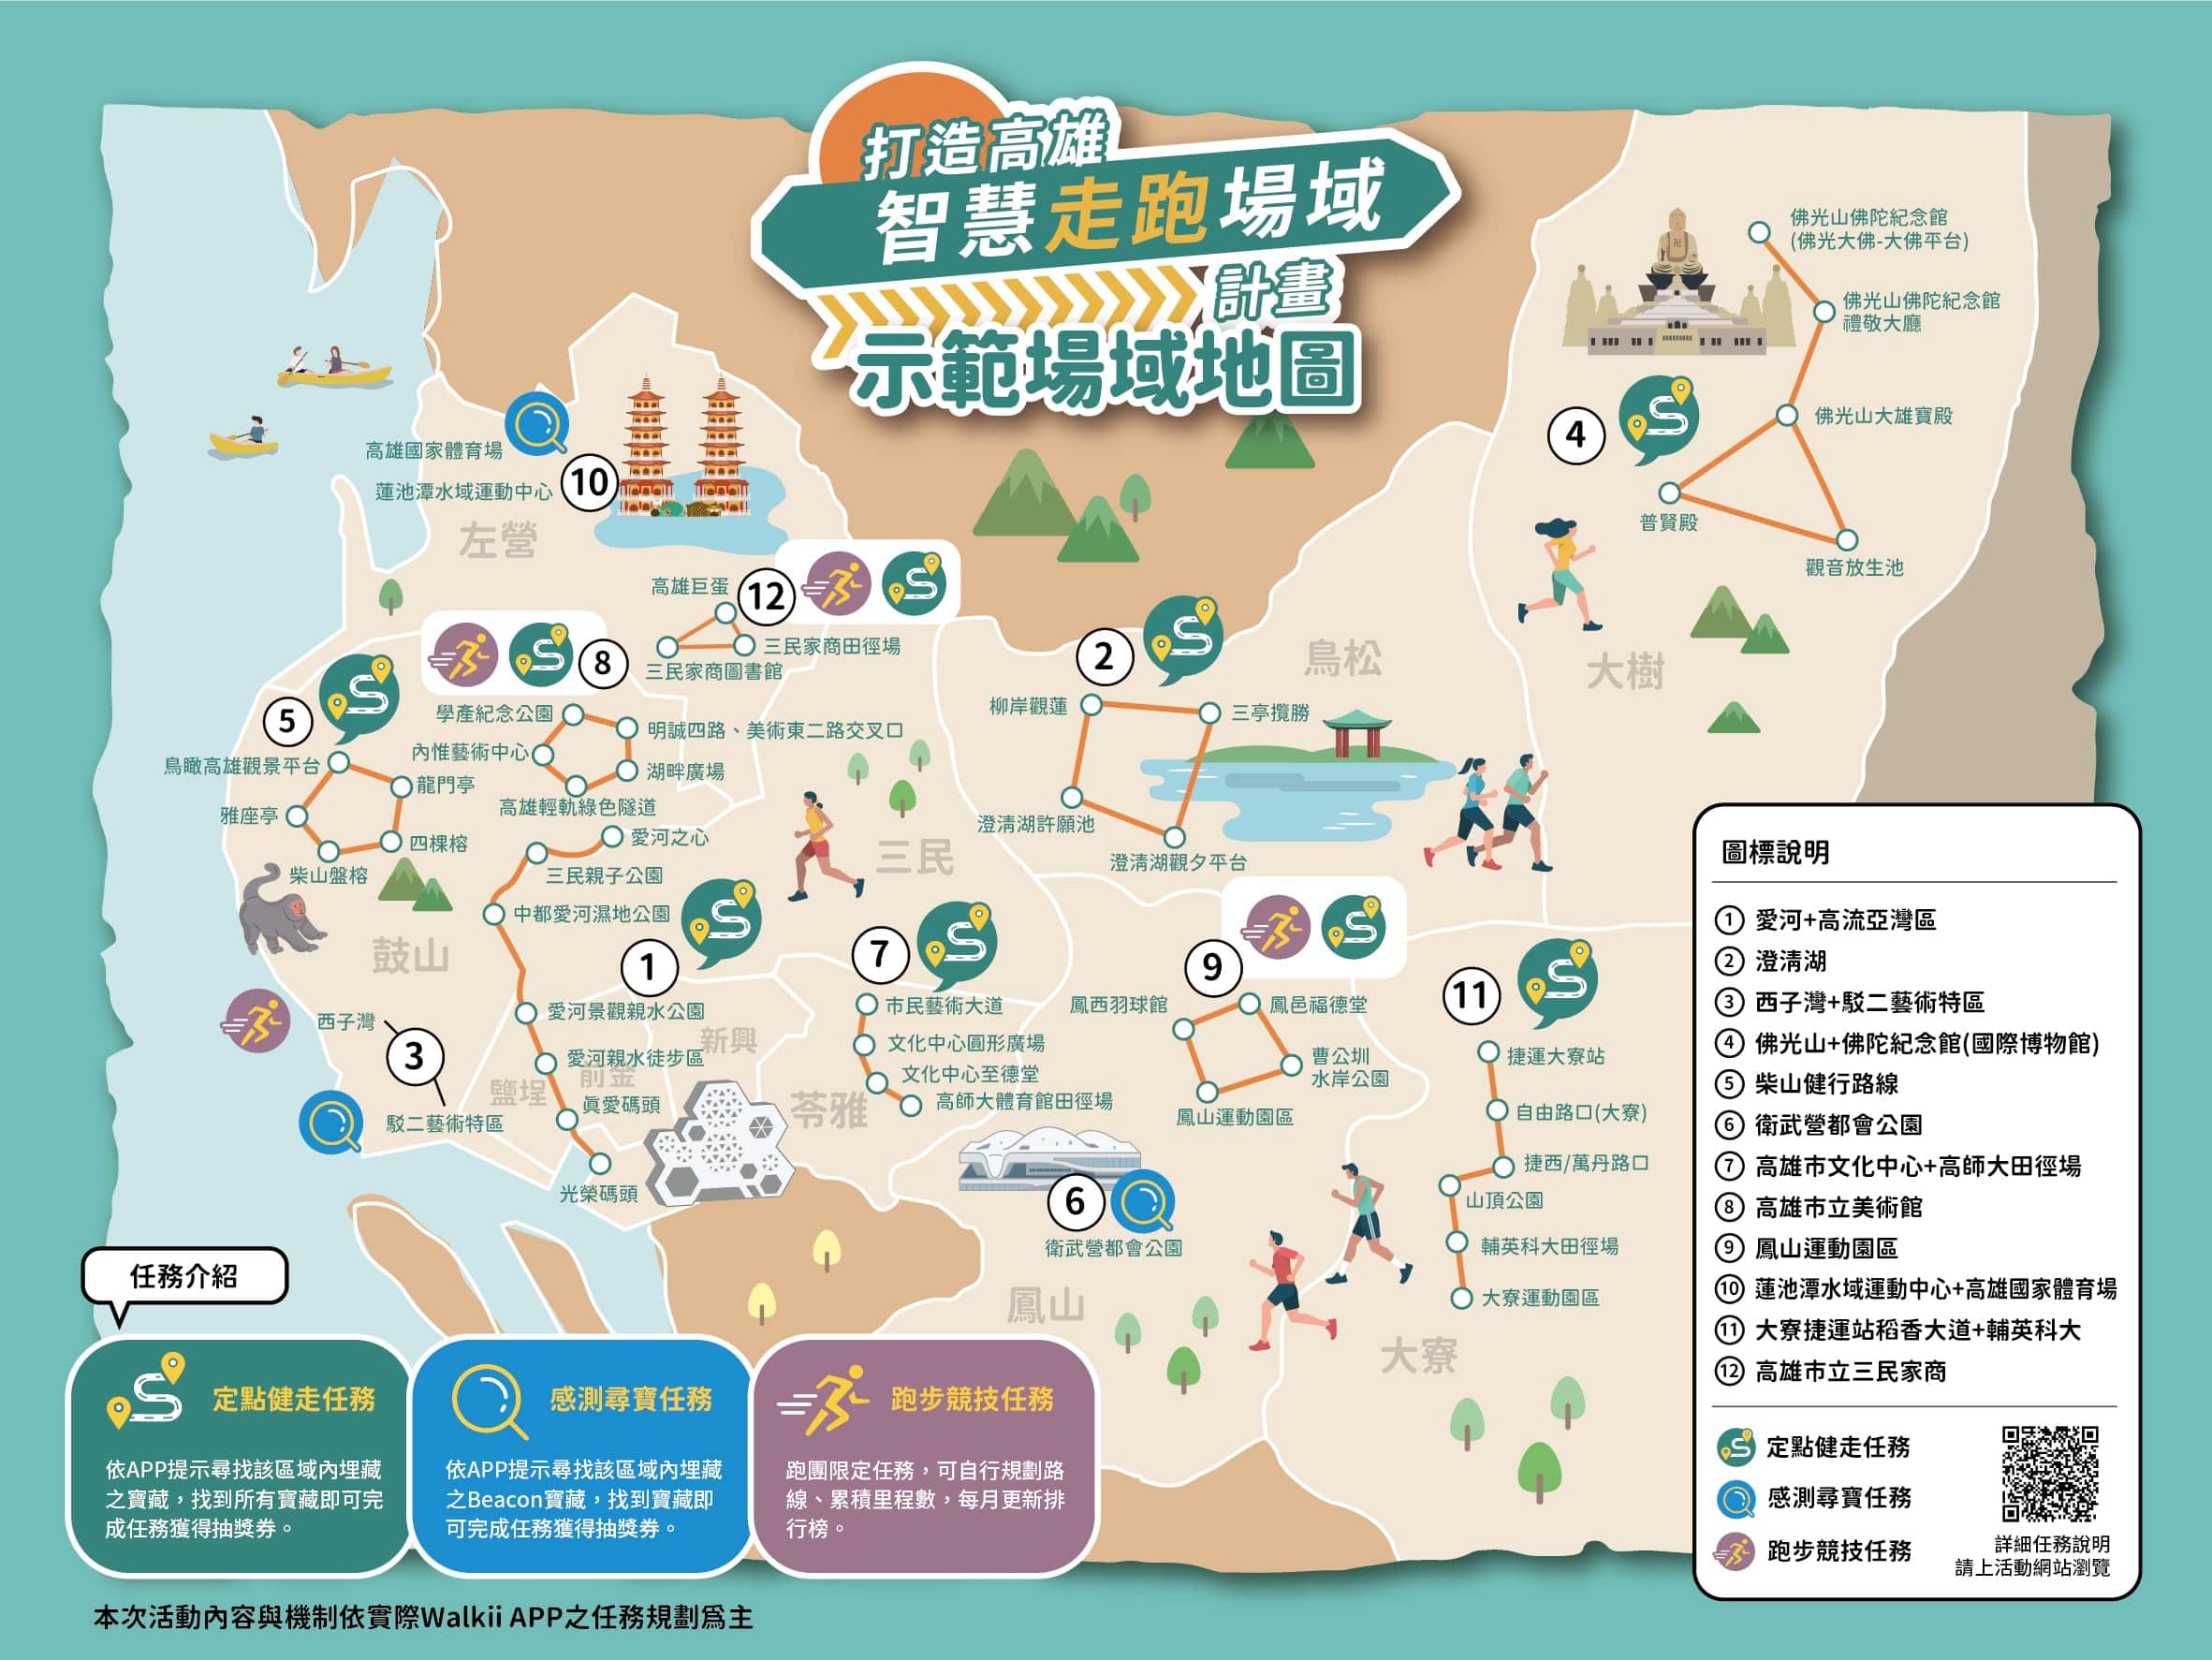 打造高雄
智慧走跑場域
計畫
示範場域地圖
佛光山佛陀紀念館
(佛光大佛-大佛平台)
佛光山佛陀紀念館
禮敬大廳
4
佛光山大雄寶殿
普賢殿
觀音放生池
大樹
高雄國家體育場
蓮池潭水域運動中心
10
左營
高雄巨蛋
12
三民家商田徑場
三民家商圖書館
8
學產紀念公園
明誠四路、美術東二路交叉口
內惟藝術中心
湖畔廣場
高雄輕軌綠色隧道
5
鳥瞰高雄觀景平台
龍門亭
雅座亭
四棵榕
柴山盤榕
鼓山
2
鳥松
柳岸觀蓮
三亭攬勝
澄清湖許願池
澄清湖觀夕平台
愛河之心
三民親子公園
中都愛河濕地公園
三民
1
愛河景觀親水公園
愛河親水徒步區
新興
前金
鹽埕
真愛碼頭
光榮碼頭
苓雅
西子灣
3
駁二藝術特區
7
市民藝術大道
文化中心圓形廣場
文化中心至德堂
高師大體育館田徑場
9
鳳西羽球館
鳳邑福德堂
曹公圳
水岸公園
鳳山運動園區
6
衛武營都會公園
鳳山
11
捷運大寮站
自由路口(大寮)
捷西/萬丹路口
山頂公園
輔英科大田徑場
大寮運動園區
大寮
圖標說明
1 愛河+高流亞灣區
2 澄清湖
3 西子灣+駁二藝術特區
4 佛光山+佛陀紀念館(國際博物館)
5 柴山健行路線
6 衛武營都會公園
7 高雄市文化中心+高師大田徑場
8 高雄市立美術館
9 鳳山運動園區
10 蓮池潭水域運動中心+高雄國家體育場
11 大寮捷運站稻香大道+輔英科大
12 高雄市立三民家商
定點健走任務
感測尋寶任務
跑步競技任務
詳細任務說明
請上活動網站瀏覽
任務介紹
定點健走任務
依APP提示尋找該區域內埋藏
之寶藏，找到所有寶藏即可完
成任務獲得抽獎券。
感測尋寶任務
依APP提示尋找該區域內埋藏
之Beacon寶藏，找到寶藏即
可完成任務獲得抽獎券。
跑步競技任務
跑團限定任務，可自行規劃路
線、累積里程數，每月更新排
行榜。
本次活動內容與機制依實際Walkii APP之任務規劃為主